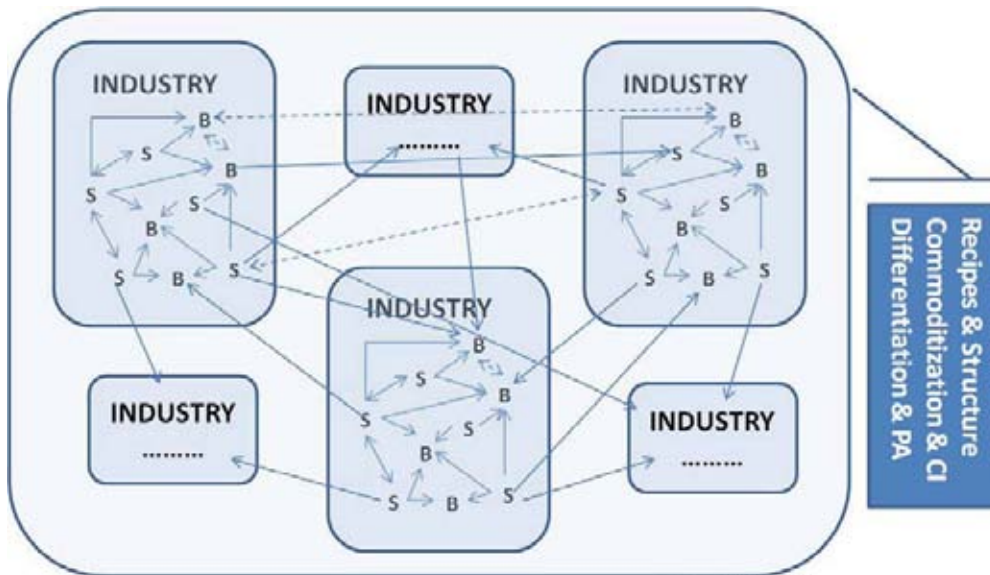 INDUSTRY
B
S
B
S
S
B
S
S
B
INDUSTRY
.........
INDUSTRY
B
S
B
S
S
B
S
S
B
INDUSTRY
B
S
B
S
S
B
S
S
B
INDUSTRY
.........
INDUSTRY
.........
Recipes & Structure
Commoditization & CI
Differentiation & PA